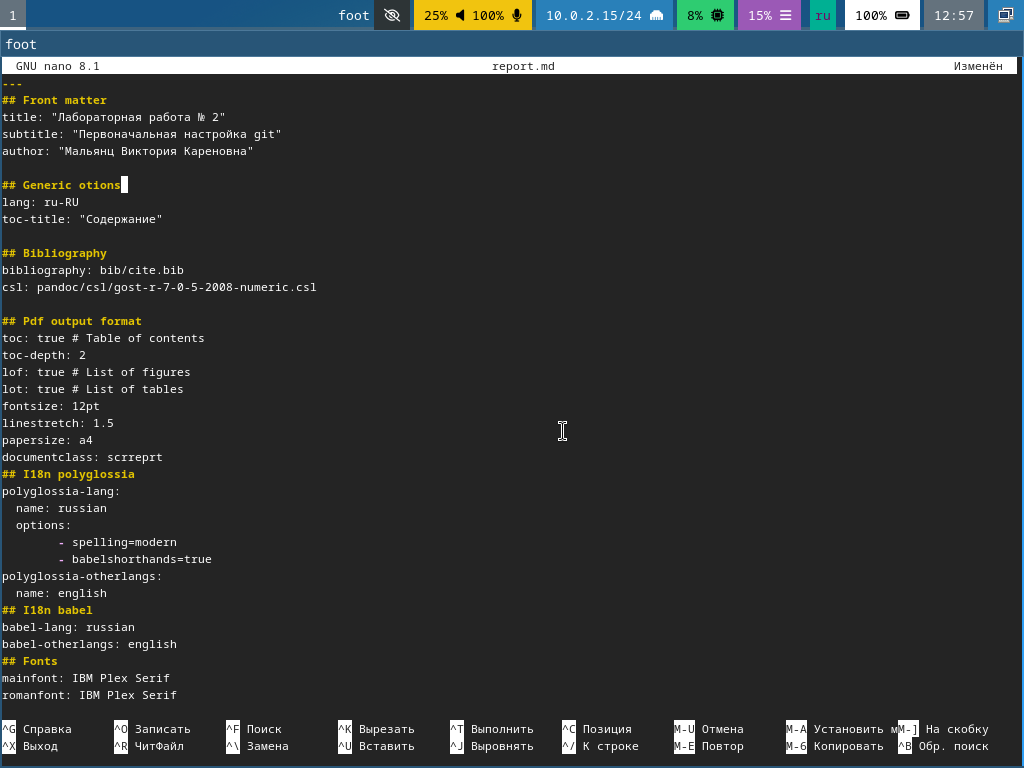 1 foot 25% 100% 10.0.2.15/24 8% 15% ru 100% 12:57
foot
GNU nano 8.1 report.md Изменён
---
## Front matter
title: "Лабораторная работа № 2"
subtitle: "Первоначальная настройка git"
author: "Мальянц Виктория Кареновна"
## Generic otions
lang: ru-RU
toc-title: "Содержание"
## Bibliography
bibliography: bib/cite.bib
csl: pandoc/csl/gost-r-7-0-5-2008-numeric.csl
## Pdf output format
toc: true # Table of contents
toc-depth: 2
lof: true # List of figures
lot: true # List of tables
fontsize: 12pt
linestretch: 1.5
papersize: a4
documentclass: scrreprt
## I18n polyglossia
polyglossia-lang:
  name: russian
  options:
        - spelling=modern
        - babelshorthands=true
polyglossia-otherlangs:
  name: english
## I18n babel
babel-lang: russian
babel-otherlangs: english
## Fonts
mainfont: IBM Plex Serif
romanfont: IBM Plex Serif
^G Справка ^O Записать ^F Поиск ^K Вырезать ^T Выполнить ^C Позиция M-U Отмена M-A Установить м M-] На скобку
^X Выход ^R ЧитФайл ^\ Замена ^U Вставить ^J Выровнять ^/ К строке M-E Повтор M-6 Копировать ^B Обр. поиск